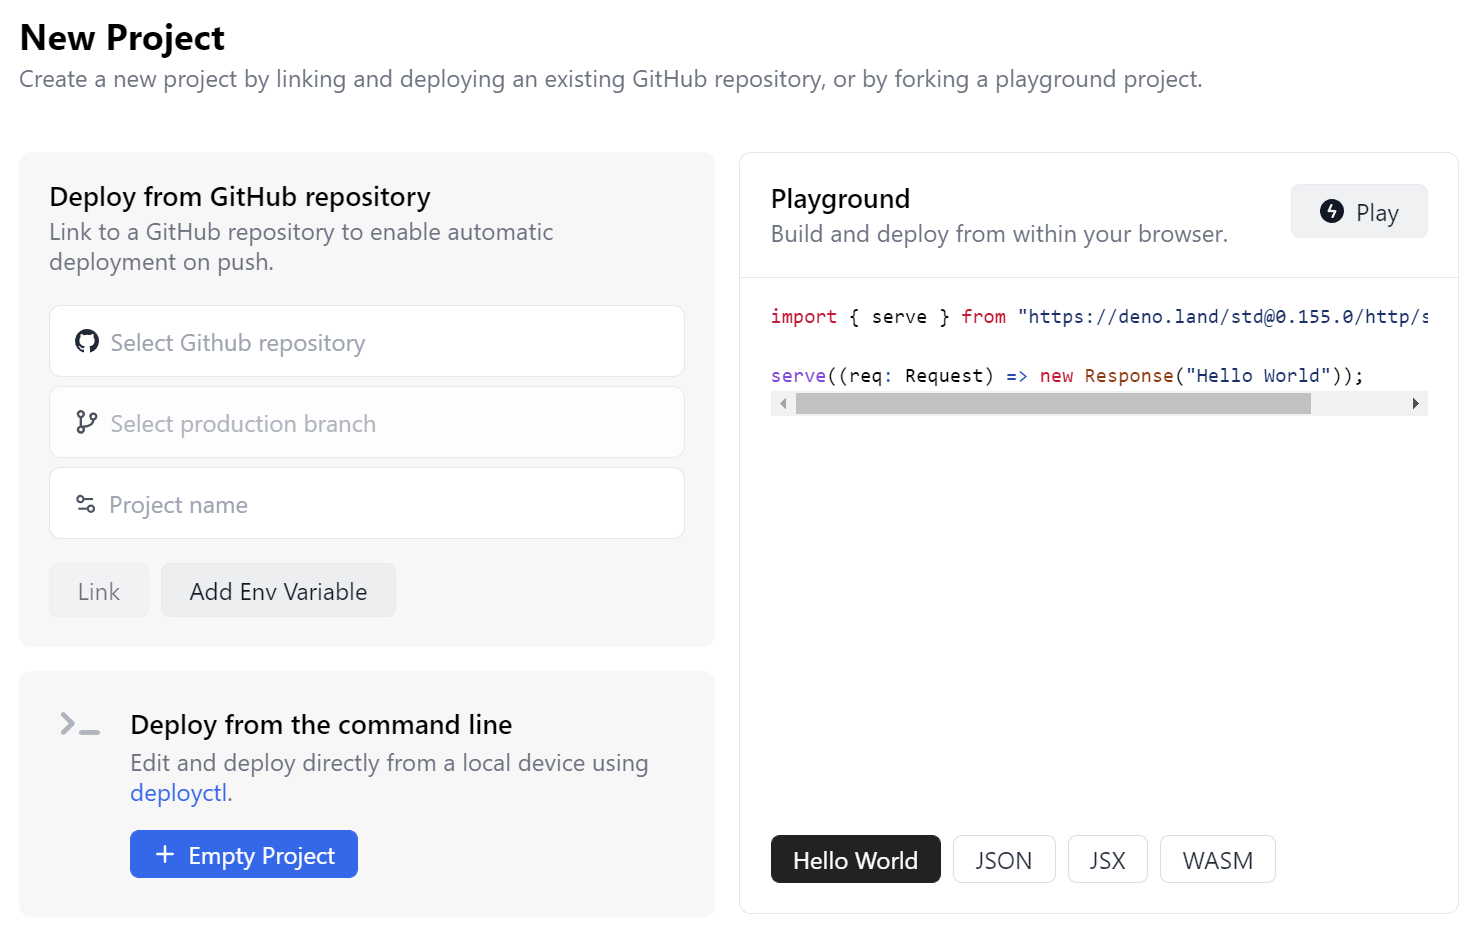 New Project
Create a new project by linking and deploying an existing GitHub repository, or by forking a playground project.
Deploy from GitHub repository
Link to a GitHub repository to enable automatic
deployment on push.
Select Github repository
Select production branch
Project name
Link
Add Env Variable
Deploy from the command line
Edit and deploy directly from a local device using
deployctl.
+ Empty Project
Playground
Build and deploy from within your browser.
Play
import { serve } from "https://deno.land/std@0.155.0/http/s
serve((req: Request) => new Response("Hello World"));
Hello World
JSON
JSX
WASM